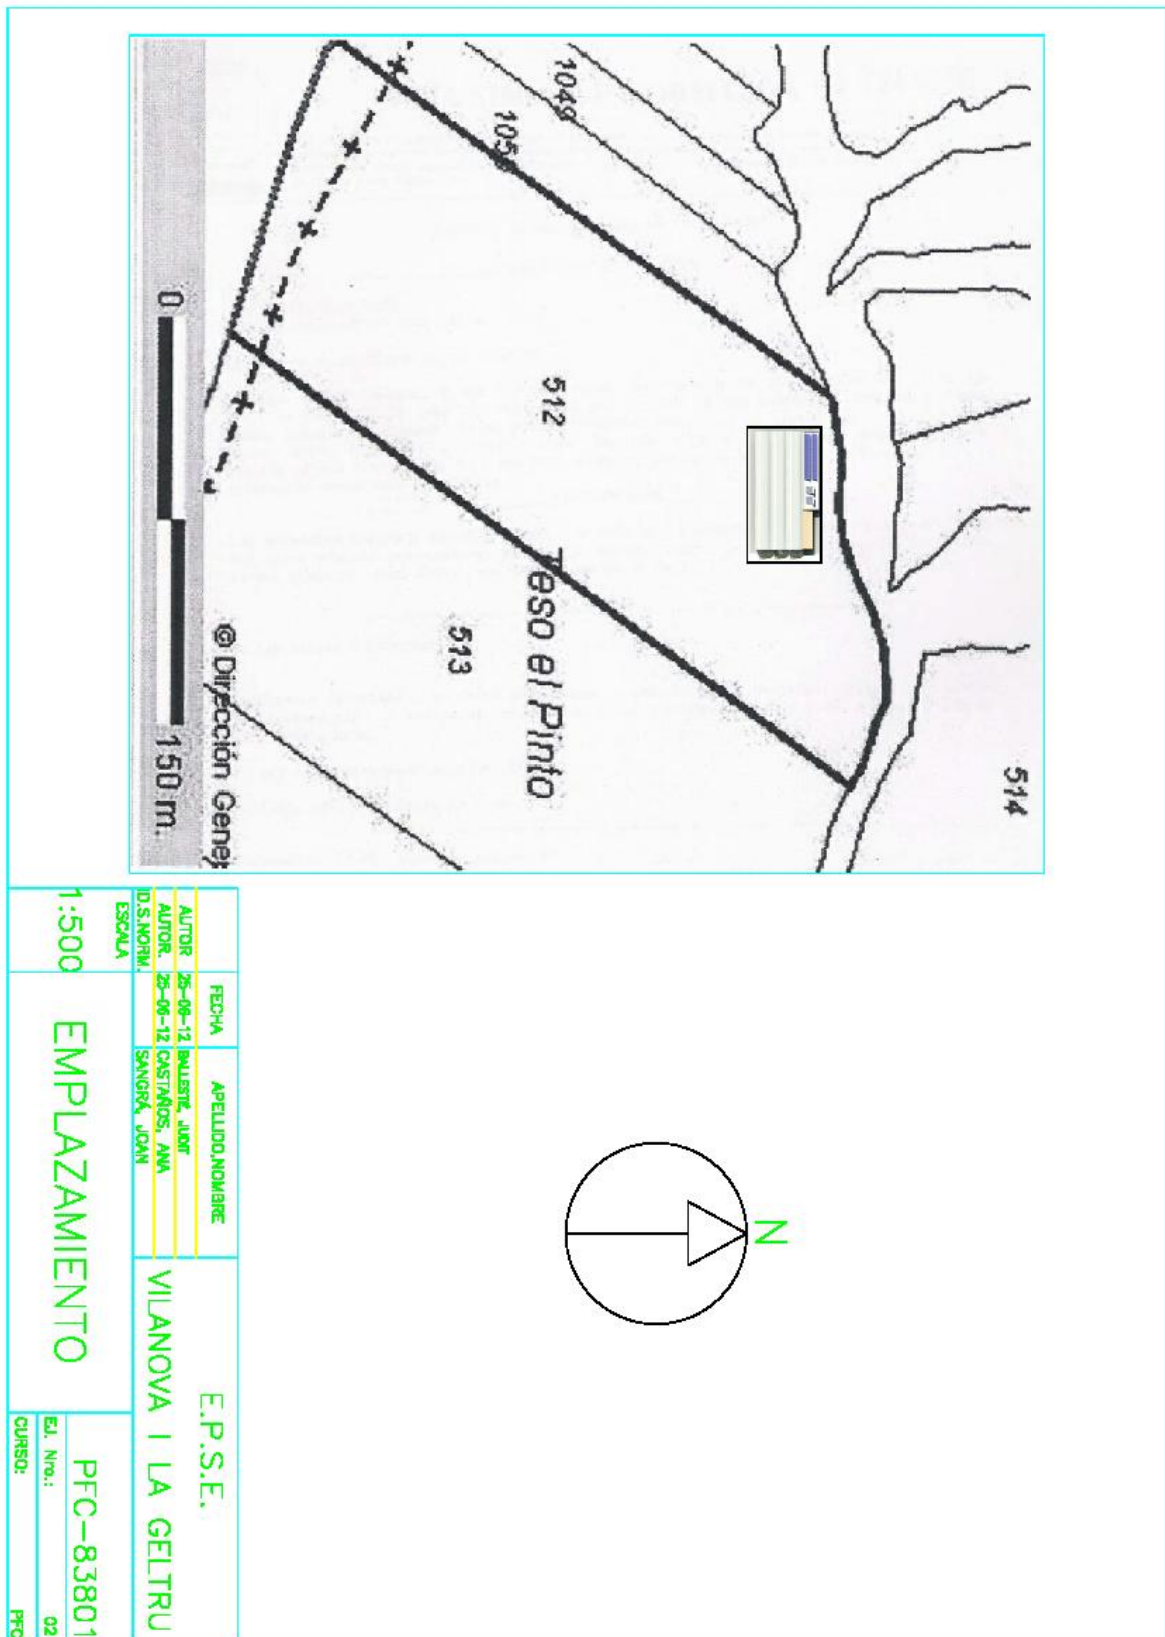 1049
512
Teso el Pinto
513
514
0
150 m.
© Dirección Gene
N
FECHA
APELLIDO,NOMBRE
AUTOR
25-06-12
BALLESTÉ, JUDIT
AUTOR.
25-06-12
CASTAÑOS, ANA
ID.S.NORM.
SANGRÁ, JOAN
E.P.S.E.
VILANOVA I LA GELTRU
ESCALA
1:500
EMPLAZAMIENTO
PFC-83801
EJ. Nro.:
02
CURSO:
PFC